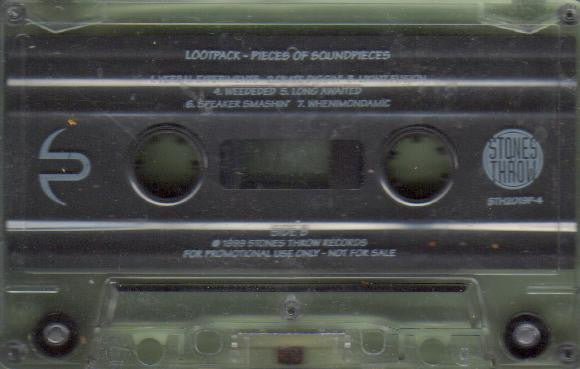 LOOTPACK - PIECES OF SOUNDPIECES
4. WEEDEDED 5. LONG AWAITED
6. SPEAKER SMASHIN' 7. WHENIMONDAMIC
STONES
THROW
STH2019P-4
SIDE B
© 1999 STONES THROW RECORDS
FOR PROMOTIONAL USE ONLY - NOT FOR SALE